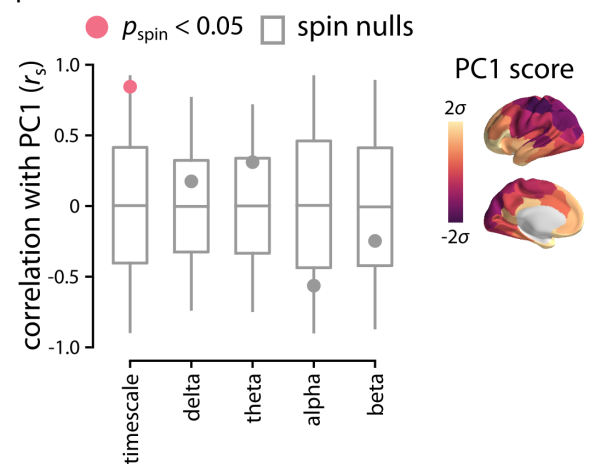 p_spin < 0.05 spin nulls
correlation with PC1 (r_s)
1.0
0.5
0
-0.5
-1.0
timescale
delta
theta
alpha
beta
PC1 score
2σ
-2σ